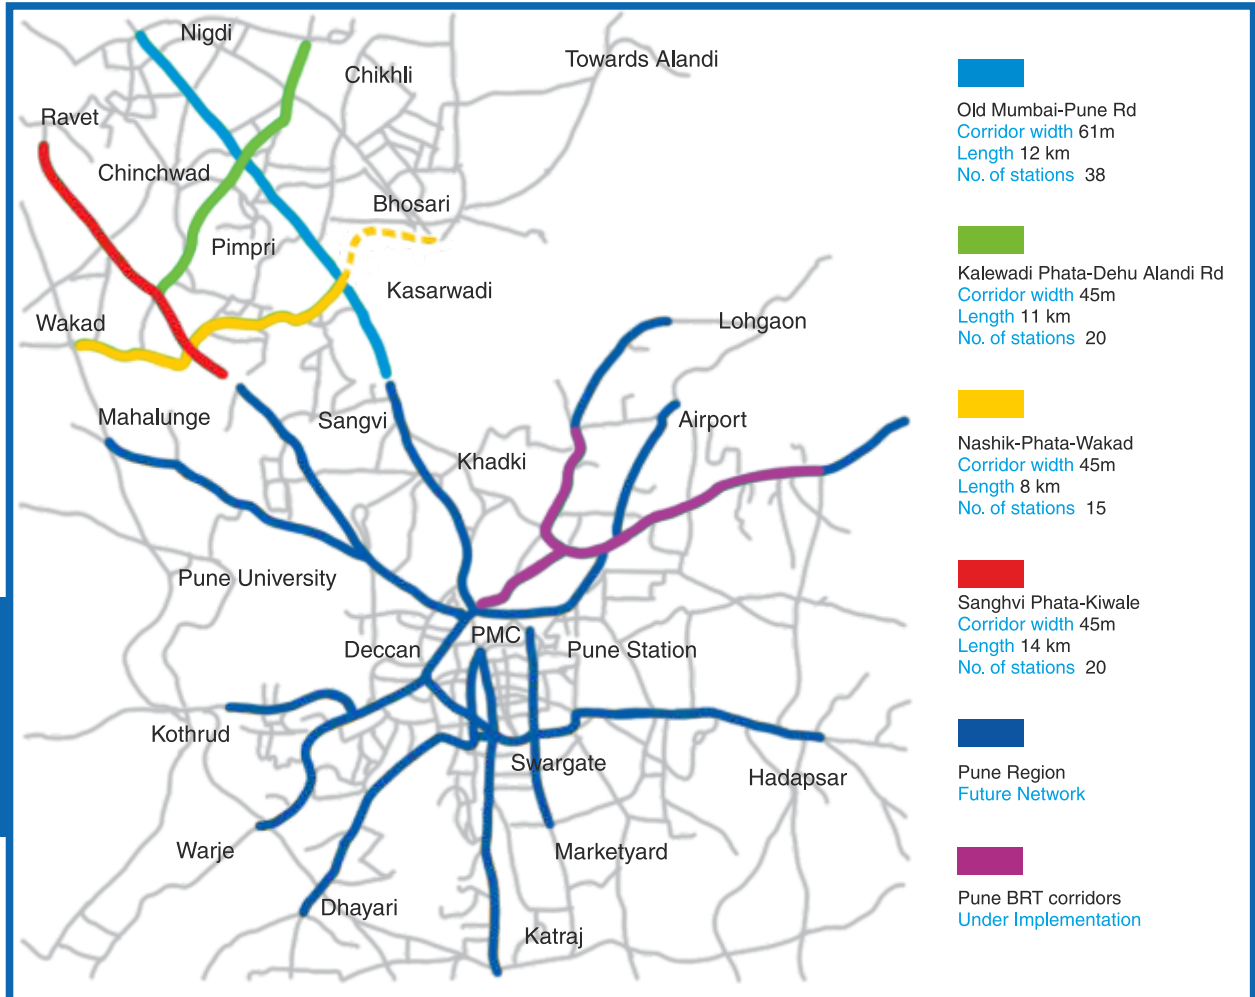 Nigdi
Towards Alandi
Chikhli
Ravet
Chinchwad
Bhosari
Pimpri
Kasarwadi
Wakad
Lohgaon
Mahalunge
Sangvi
Airport
Khadki
Pune University
PMC
Deccan
Pune Station
Kothrud
Swargate
Hadapsar
Warje
Marketyard
Dhayari
Katraj
Old Mumbai-Pune Rd
Corridor width 61m
Length 12 km
No. of stations 38
Kalewadi Phata-Dehu Alandi Rd
Corridor width 45m
Length 11 km
No. of stations 20
Nashik-Phata-Wakad
Corridor width 45m
Length 8 km
No. of stations 15
Sanghvi Phata-Kiwale
Corridor width 45m
Length 14 km
No. of stations 20
Pune Region
Future Network
Pune BRT corridors
Under Implementation